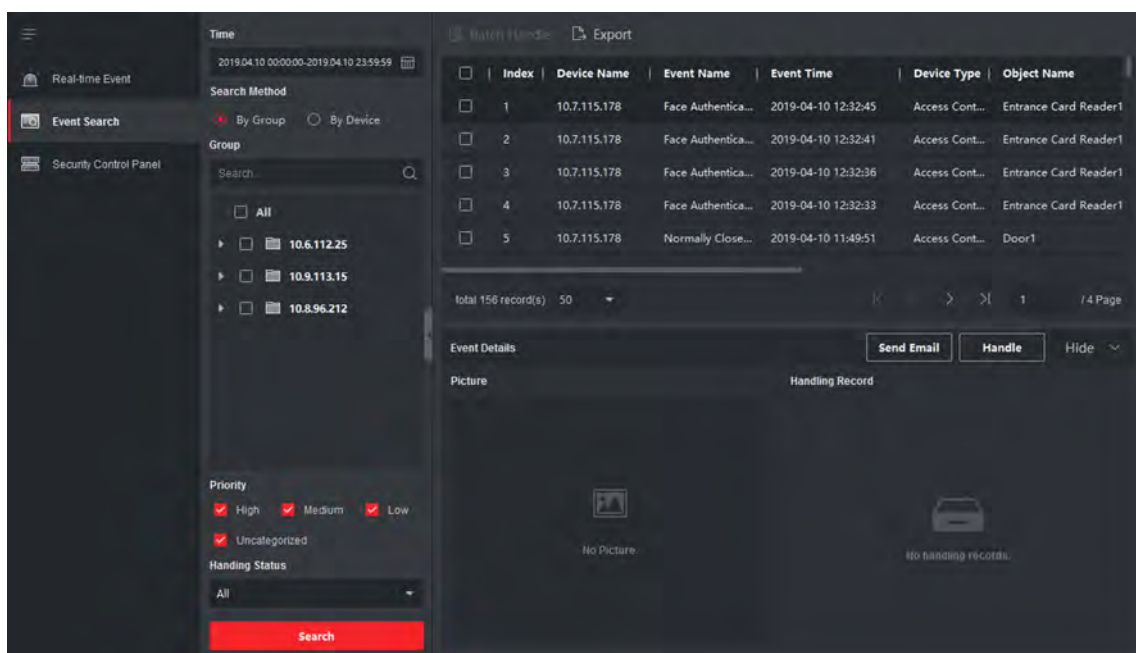 Real-time Event
Event Search
Security Control Panel
Time
2019.04.10 00:00:00-2019.04.10 23:59:59
Search Method
By Group By Device
Group
Search...
All
10.6.112.25
10.9.113.15
10.8.96.212
Priority
High Medium Low
Uncategorized
Handing Status
All
Search
Batch Handle Export
Index Device Name Event Name Event Time Device Type Object Name
1 10.7.115.178 Face Authentica... 2019-04-10 12:32:45 Access Cont... Entrance Card Reader1
2 10.7.115.178 Face Authentica... 2019-04-10 12:32:41 Access Cont... Entrance Card Reader1
3 10.7.115.178 Face Authentica... 2019-04-10 12:32:36 Access Cont... Entrance Card Reader1
4 10.7.115.178 Face Authentica... 2019-04-10 12:32:33 Access Cont... Entrance Card Reader1
5 10.7.115.178 Normally Close... 2019-04-10 11:49:51 Access Cont... Door1
total 156 record(s) 50 1 / 4 Page
Event Details Send Email Handle Hide
Picture Handling Record
No Picture
No handling records.